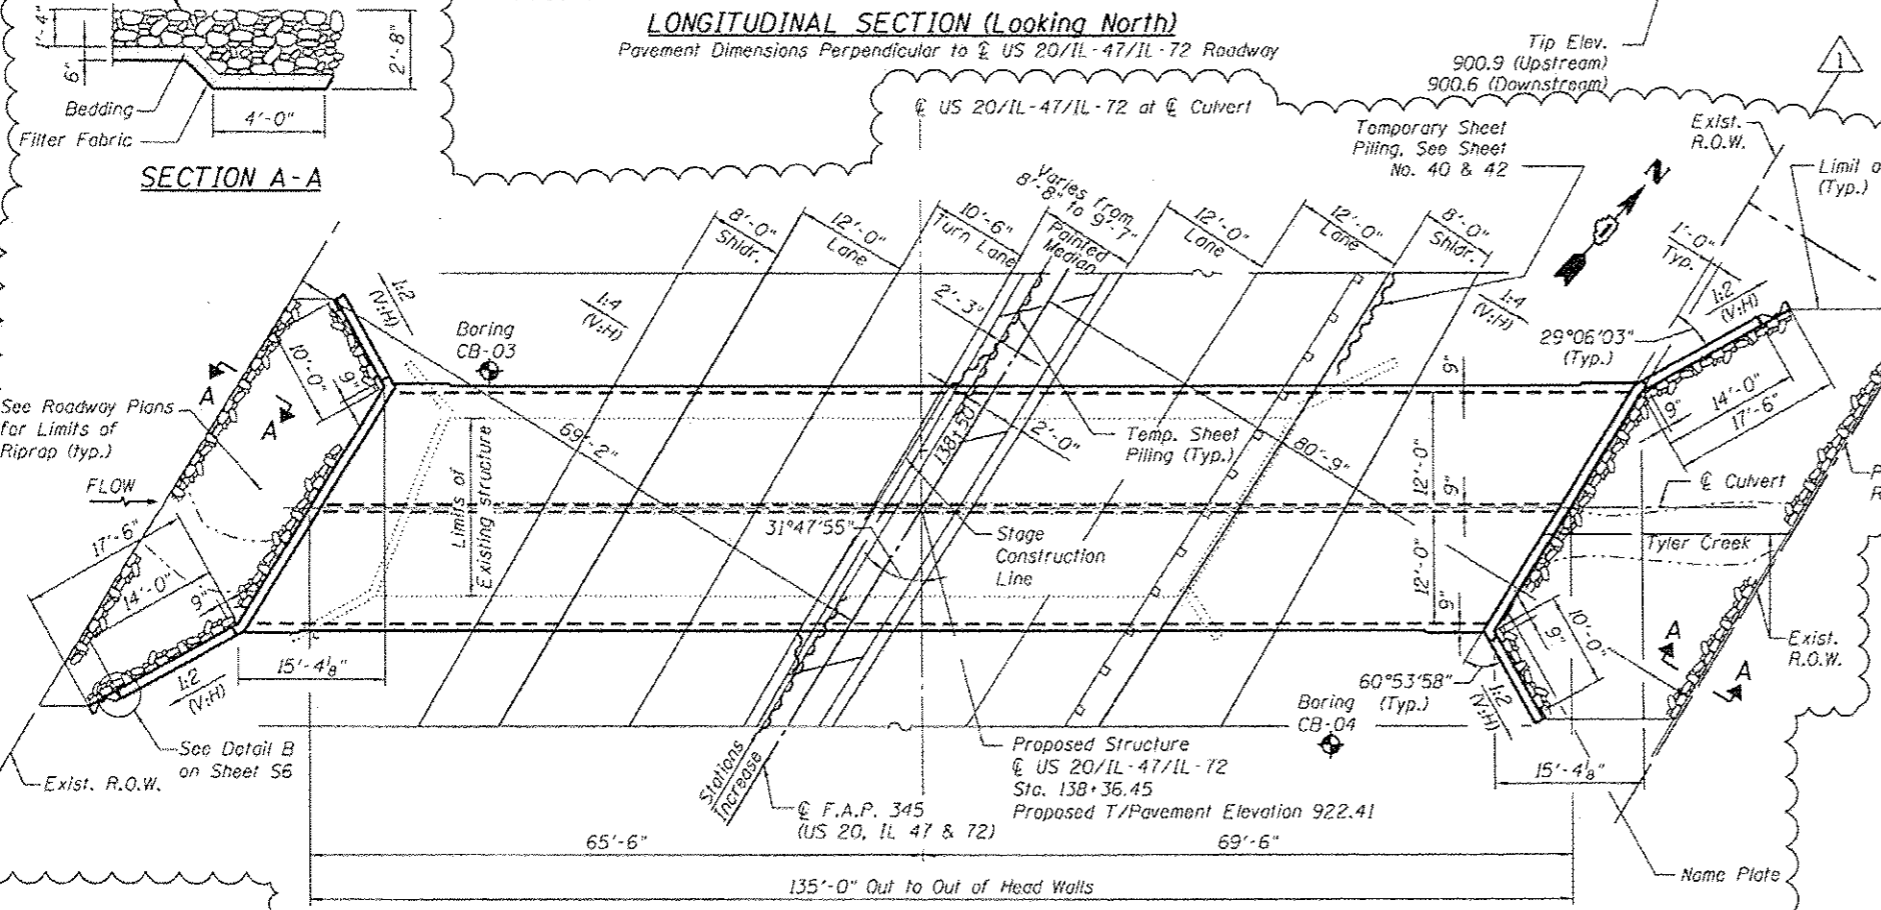 LONGITUDINAL SECTION (Looking North)
Pavement Dimensions Perpendicular to ℄ US 20/IL-47/IL-72 Roadway
1'-4"
6"
2'-8"
Bedding
4'-0"
Filter Fabric
SECTION A-A
Tip Elev.
900.9 (Upstream)
900.6 (Downstream)
1
℄ US 20/IL-47/IL-72 at ℄ Culvert
Temporary Sheet
Piling, See Sheet
No. 40 & 42
Exist.
R.O.W.
Limit o
(Typ.)
N
8'-0"
Shldr.
12'-0"
Lane
10'-6"
Turn Lane
Varies from
8'-8" to 9'-7"
Painted
Median
12'-0"
Lane
12'-0"
Lane
8'-0"
Shldr.
1'-0"
Typ.
1:2
(V:H)
1:4
(V:H)
2'-3"
1:4
(V:H)
1:2
(V:H)
Boring
CB-03
29°06'03"
(Typ.)
10'-0"
9"
A
A
See Roadway Plans
for Limits of
Riprap (typ.)
FLOW
69'-2"
Limits of
Existing structure
138+50
2'-0"
Temp. Sheet
Piling (Typ.)
80'-9"
9"
12'-0"
9"
12'-0"
9"
9"
14'-0"
17'-6"
℄ Culvert
P
R
Tyler Creek
31°47'55"
Stage
Construction
Line
17'-6"
14'-0"
9"
15'-4⅛"
1:2
(V:H)
See Detail B
on Sheet S6
Exist. R.O.W.
10'-0"
9"
A
A
Exist.
R.O.W.
60°53'58"
(Typ.)
1:2
(V:H)
Boring
CB-04
15'-4⅛"
Stations
Increase
℄ F.A.P. 345
(US 20, IL 47 & 72)
Proposed Structure
℄ US 20/IL-47/IL-72
Sta. 138+36.45
Proposed T/Pavement Elevation 922.41
65'-6"
69'-6"
135'-0" Out to Out of Head Walls
Name Plate